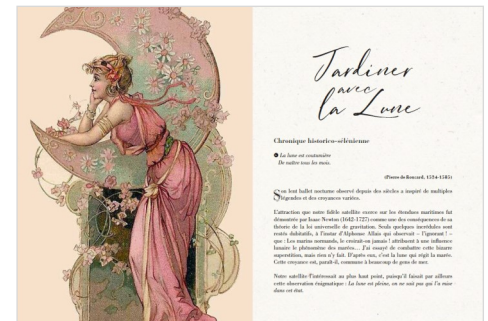 Jardiner
avec
la Lune
Chronique historico-sélénienne
La lune est coutumière
De naître tous les mois.
(Pierre de Ronsard, 1524-1585)
Son lent ballet nocturne observé depuis des siècles a inspiré de multiples
légendes et des croyances variées.
L'attraction que notre fidèle satellite exerce sur les étendues maritimes fut
démontrée par Isaac Newton (1642-1727) comme une des conséquences de sa
théorie de la loi universelle de gravitation. Seuls quelques incrédules sont
restés dubitatifs, à l'instar d'Alphonse Allais qui observait – l'ignorant ! –
que : Les marins normands, le croirait-on jamais ! attribuent à une influence
lunaire le phénomène des marées… J'ai essayé de combattre cette bizarre
superstition, mais rien n'y fait. D'après eux, c'est la lune qui régit la marée.
Cette croyance est, paraît-il, commune à beaucoup de gens de mer.
Notre satellite l'intéressait au plus haut point, puisqu'il faisait par ailleurs
cette observation énigmatique : La lune est pleine, on ne sait pas qui l'a mise
dans cet état.